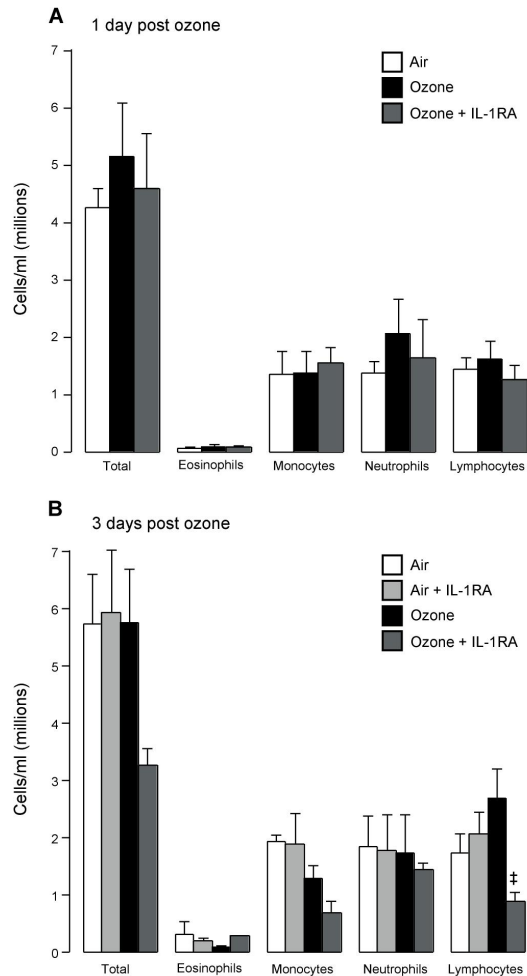 A
1 day post ozone
7
6
5
4
3
2
1
0
Cells/ml (millions)
Air
Ozone
Ozone + IL-1RA
Total Eosinophils Monocytes Neutrophils Lymphocytes
B
3 days post ozone
7
6
5
4
3
2
1
0
Cells/ml (millions)
Air
Air + IL-1RA
Ozone
Ozone + IL-1RA
‡
Total Eosinophils Monocytes Neutrophils Lymphocytes